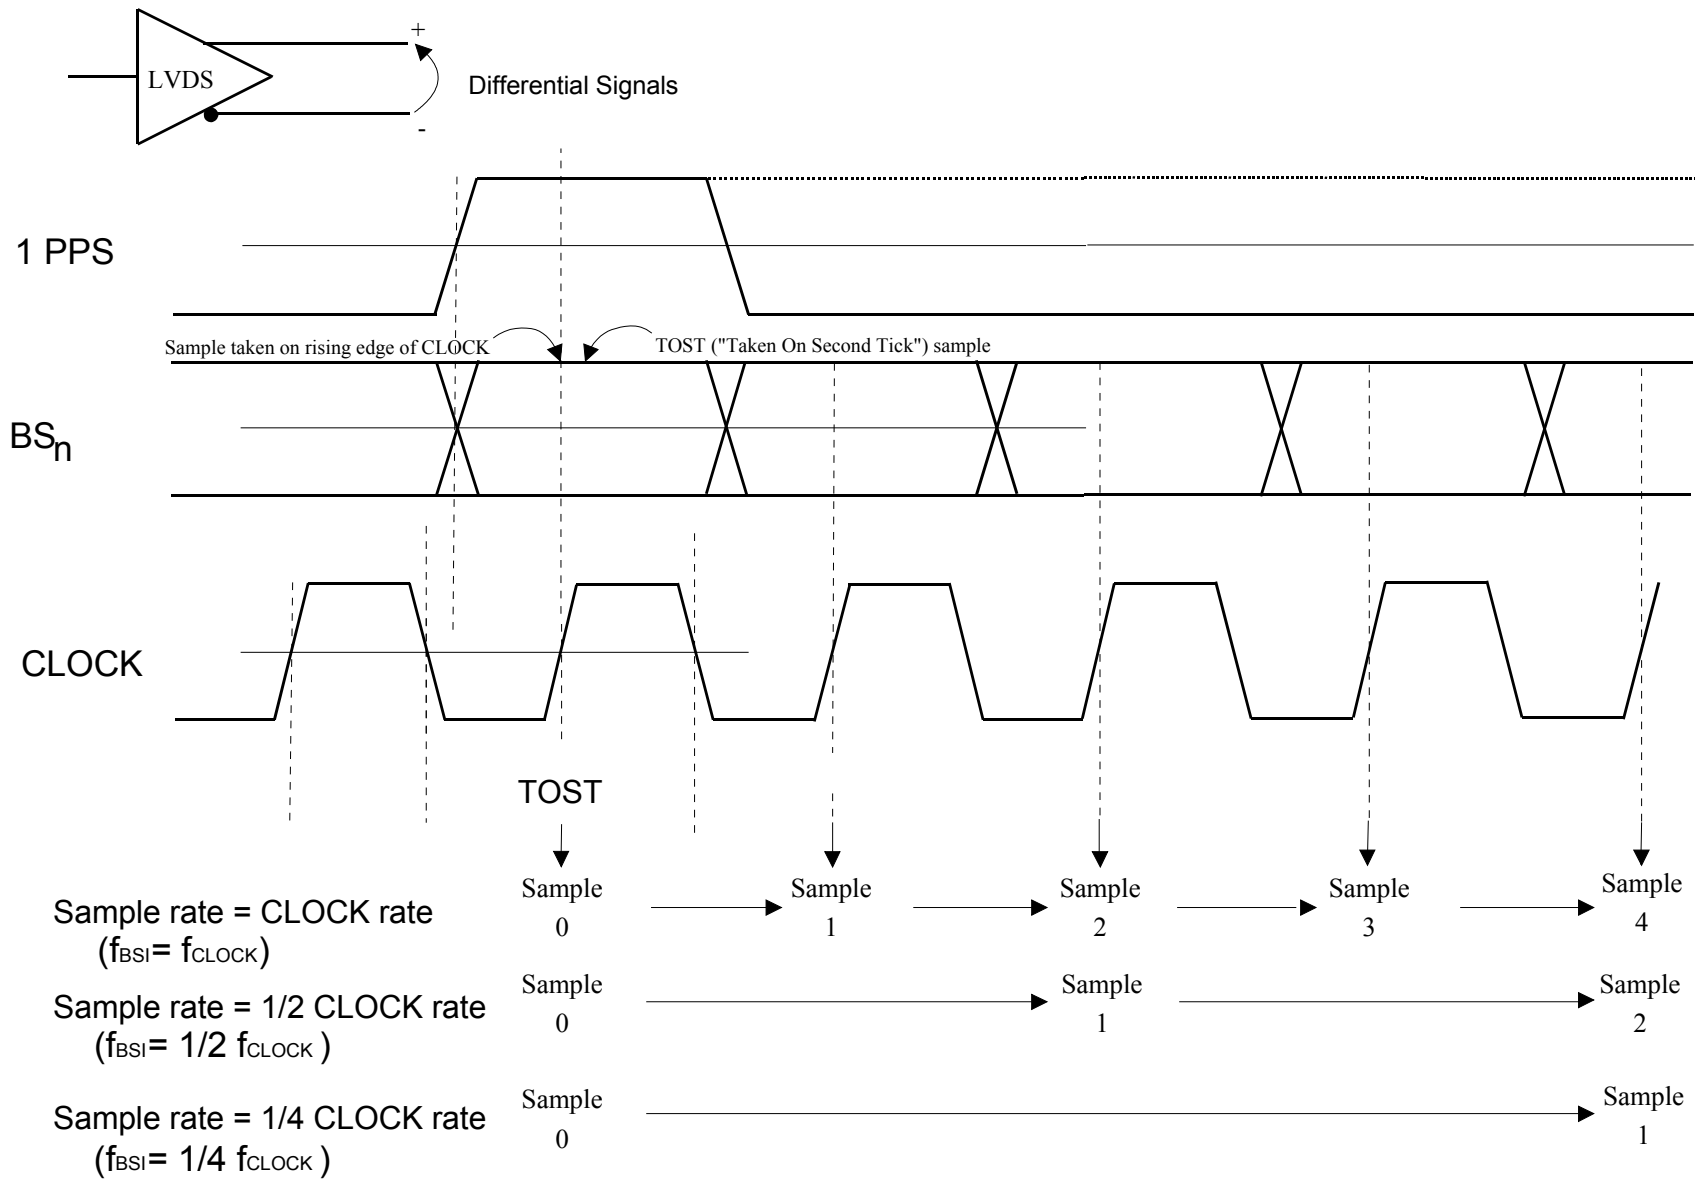 +
LVDS
Differential Signals
-
1 PPS
Sample taken on rising edge of CLOCK
TOST ("Taken On Second Tick") sample
BSn
CLOCK
TOST
Sample rate = CLOCK rate
(fBSI= fCLOCK)
Sample 0
Sample 1
Sample 2
Sample 3
Sample 4
Sample rate = 1/2 CLOCK rate
(fBSI= 1/2 fCLOCK )
Sample 0
Sample 1
Sample 2
Sample rate = 1/4 CLOCK rate
(fBSI= 1/4 fCLOCK )
Sample 0
Sample 1